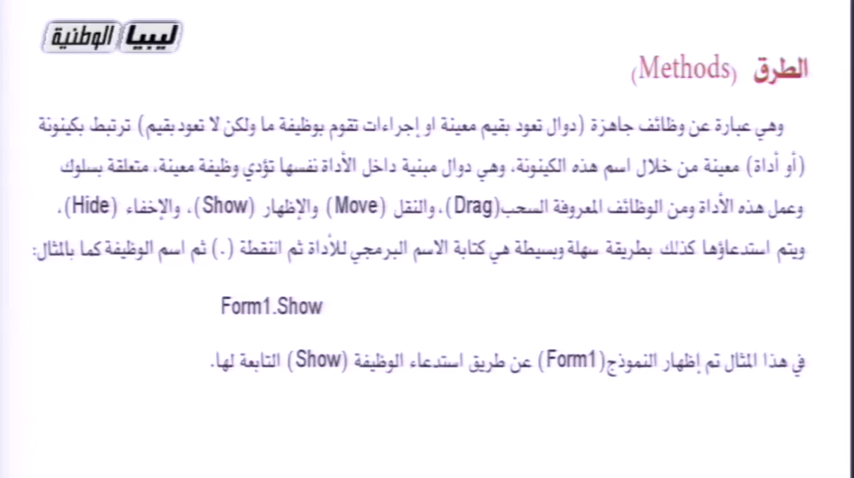 ليبيا الوطنية
الطرق (Methods)
وهي عبارة عن وظائف جاهزة (دوال تعود بقيم معينة او إجراءات تقوم بوظيفة ما ولكن لا تعود بقيم) ترتبط بكينونة
(أو أداة) معينة من خلال اسم هذه الكينونة، وهي دوال مبنية داخل الأداة نفسها تؤدي وظيفة معينة، متعلقة بسلوك
وعمل هذه الأداة ومن الوظائف المعروفة السحب(Drag)، والنقل (Move) والإظهار (Show)، والإخفاء (Hide)،
ويتم استدعاؤها كذلك بطريقة سهلة وبسيطة هي كتابة الاسم البرمجي للأداة ثم النقطة (.) ثم اسم الوظيفة كما بالمثال:
Form1.Show
في هذا المثال تم إظهار النموذج(Form1) عن طريق استدعاء الوظيفة (Show) التابعة لها.